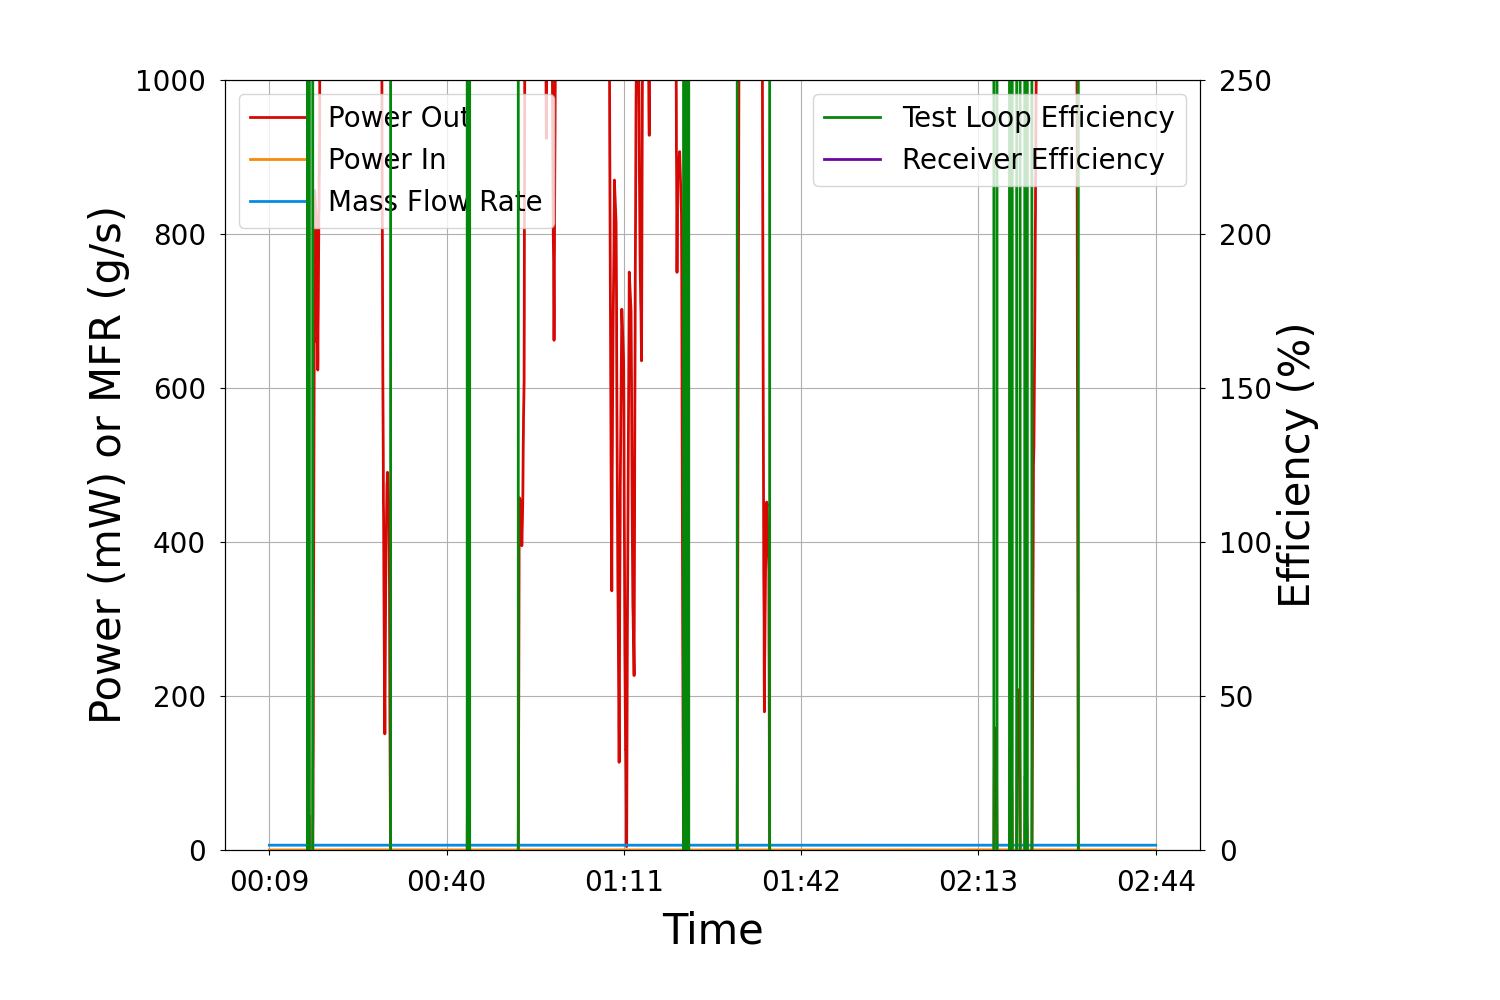 1000
800
600
400
200
0
Power (mW) or MFR (g/s)
Power Out
Power In
Mass Flow Rate
Test Loop Efficiency
Receiver Efficiency
250
200
150
100
50
0
Efficiency (%)
00:09 00:40 01:11 01:42 02:13 02:44
Time